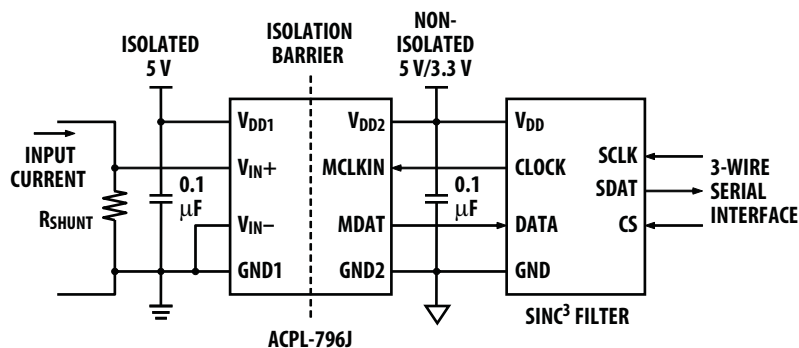 ISOLATED
5 V
ISOLATION
BARRIER
NON-
ISOLATED
5 V/3.3 V
INPUT
CURRENT
RSHUNT
0.1
μF
VDD1
VIN+
VIN–
GND1
VDD2
MCLKIN
MDAT
GND2
ACPL-796J
0.1
μF
VDD
CLOCK
DATA
GND
SCLK
SDAT
CS
SINC³ FILTER
3-WIRE
SERIAL
INTERFACE